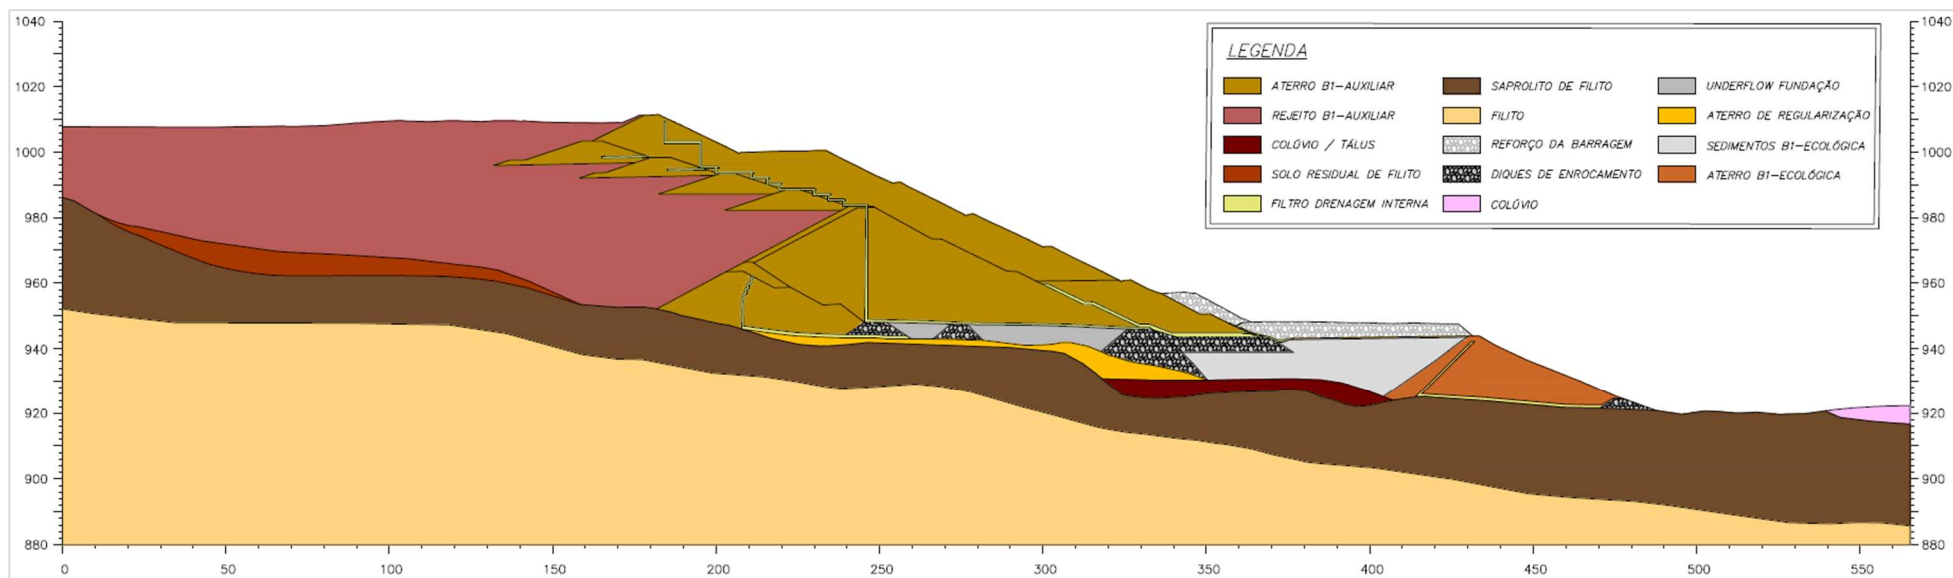 LEGENDA
ATERRO B1-AUXILIAR
SAPROLITO DE FILITO
UNDERFLOW FUNDAÇÃO
REJEITO B1-AUXILIAR
FILITO
ATERRO DE REGULARIZAÇÃO
COLÚVIO / TÁLUS
REFORÇO DA BARRAGEM
SEDIMENTOS B1-ECOLÓGICA
SOLO RESIDUAL DE FILITO
DIQUES DE ENROCAMENTO
ATERRO B1-ECOLÓGICA
FILTRO DRENAGEM INTERNA
COLÚVIO
1040
1020
1000
980
960
940
920
900
880
1040
1020
1000
980
960
940
920
900
880
0 50 100 150 200 250 300 350 400 450 500 550